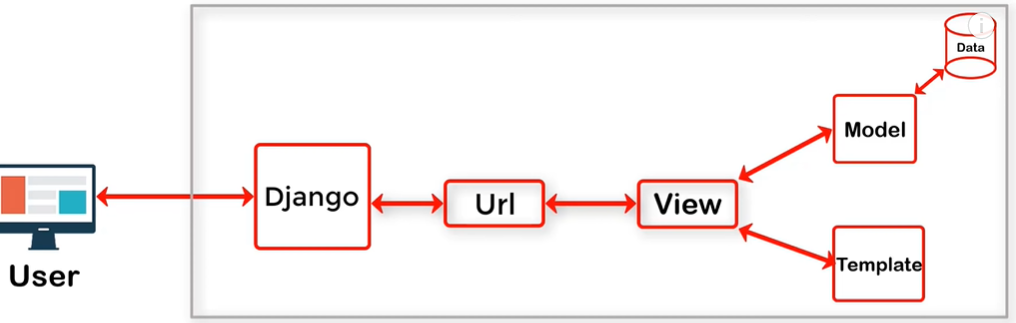 Data
Model
Django
Url
View
Template
User